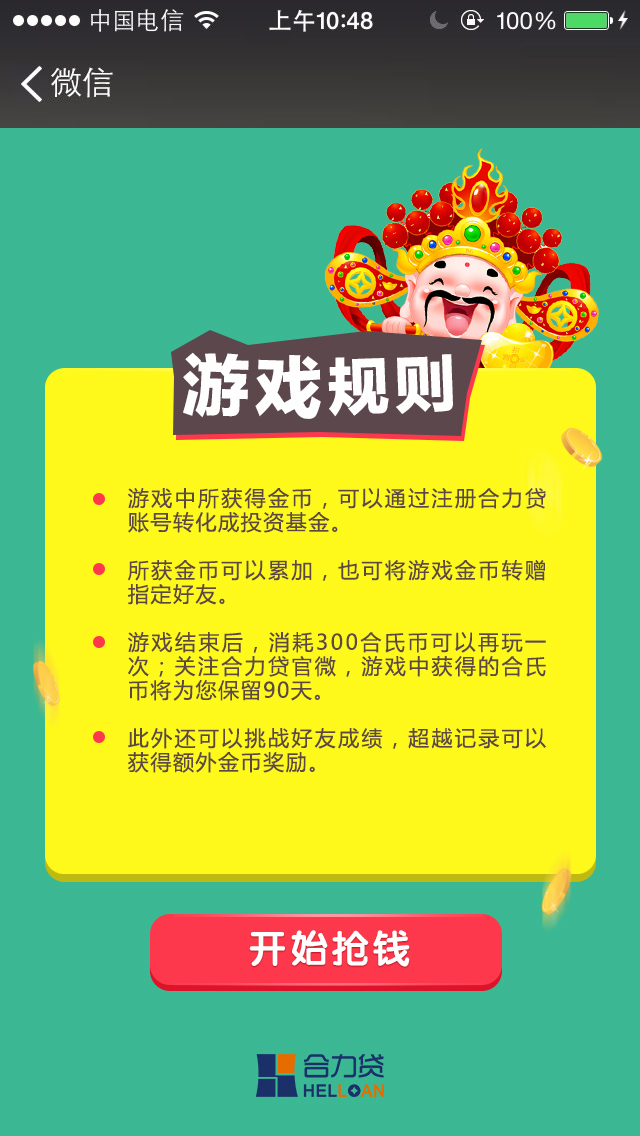 中国电信 上午10:48 100%
微信
游戏规则
游戏中所获得金币，可以通过注册合力贷
账号转化成投资基金。
所获金币可以累加，也可将游戏金币转赠
指定好友。
游戏结束后，消耗300合氏币可以再玩一
次；关注合力贷官微，游戏中获得的合氏
币将为您保留90天。
此外还可以挑战好友成绩，超越记录可以
获得额外金币奖励。
开始抢钱
合力贷
HELLOAN